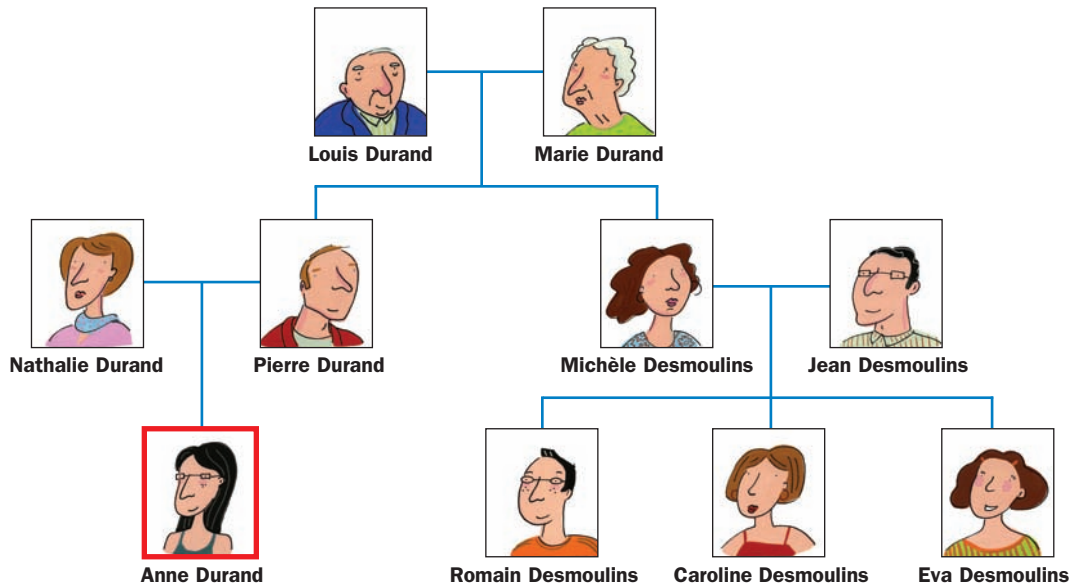 Louis Durand
Marie Durand
Nathalie Durand
Pierre Durand
Michèle Desmoulins
Jean Desmoulins
Anne Durand
Romain Desmoulins
Caroline Desmoulins
Eva Desmoulins